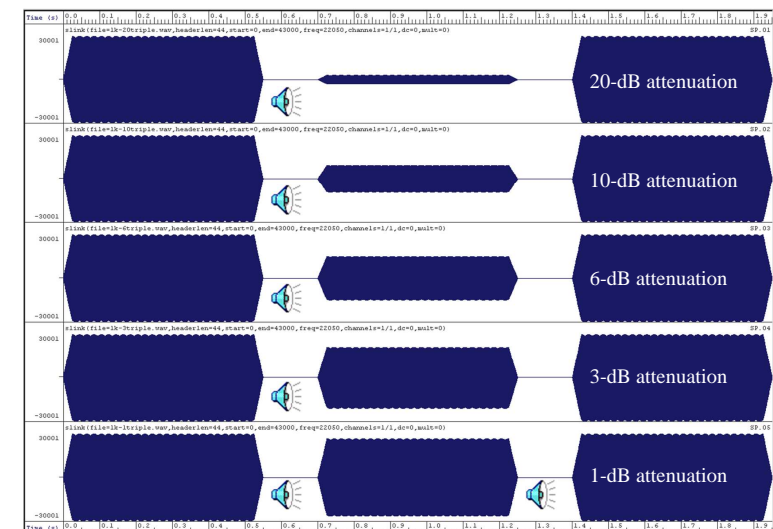 Time (s) 0.0 0.1 0.2 0.3 0.4 0.5 0.6 0.7 0.8 0.9 1.0 1.1 1.2 1.3 1.4 1.5 1.6 1.7 1.8 1.9
slink(file=1k-20triple.wav,headerlen=44,start=0,end=43000,freq=22050,channels=1/1,dc=0,mult=0) SP.01
30001
20-dB attenuation
-30001
slink(file=1k-10triple.wav,headerlen=44,start=0,end=43000,freq=22050,channels=1/1,dc=0,mult=0) SP.02
30001
10-dB attenuation
-30001
slink(file=1k-6triple.wav,headerlen=44,start=0,end=43000,freq=22050,channels=1/1,dc=0,mult=0) SP.03
30001
6-dB attenuation
-30001
slink(file=1k-3triple.wav,headerlen=44,start=0,end=43000,freq=22050,channels=1/1,dc=0,mult=0) SP.04
30001
3-dB attenuation
-30001
slink(file=1k-1triple.wav,headerlen=44,start=0,end=43000,freq=22050,channels=1/1,dc=0,mult=0) SP.05
30001
1-dB attenuation
-30001
Time (s) 0.0 0.1 0.2 0.3 0.4 0.5 0.6 0.7 0.8 0.9 1.0 1.1 1.2 1.3 1.4 1.5 1.6 1.7 1.8 1.9